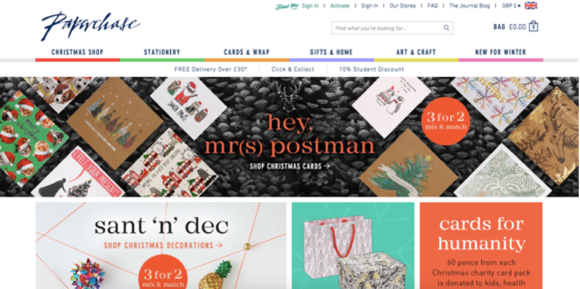 Sign In | Activate | Sign In | Our Stores | FAQ | The Journal Blog | GBP £
Paperchase
Find what you're looking for...
BAG £0.00 0
CHRISTMAS SHOP STATIONERY CARDS & WRAP GIFTS & HOME ART & CRAFT NEW FOR WINTER
FREE Delivery Over £30* | Click & Collect | 10% Student Discount
hey,
mr(s) postman
SHOP CHRISTMAS CARDS →
3 for 2
mix & match
sant 'n' dec
SHOP CHRISTMAS DECORATIONS →
3 for 2
mix & match
cards for
humanity
60 pence from each
Christmas charity card pack
is donated to kids, health